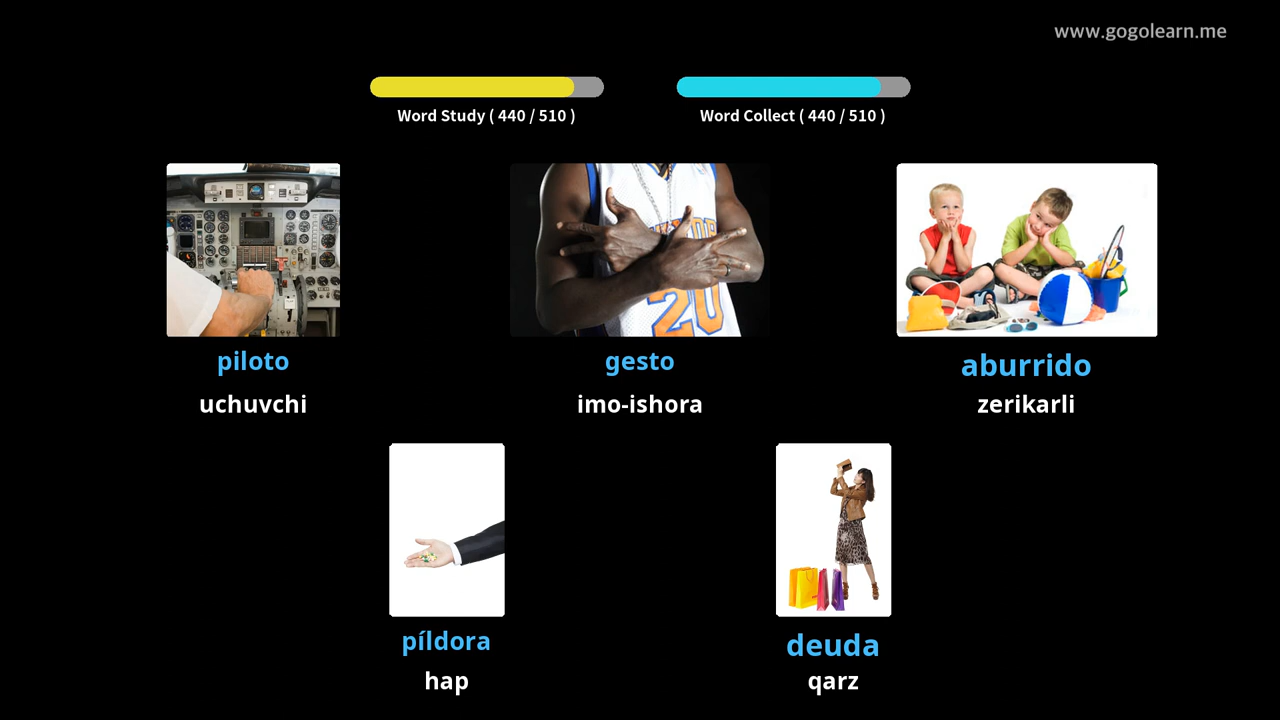 www.gogolearn.me
Word Study ( 440 / 510 )
Word Collect ( 440 / 510 )
20
piloto
uchuvchi
gesto
imo-ishora
aburrido
zerikarli
píldora
hap
deuda
qarz